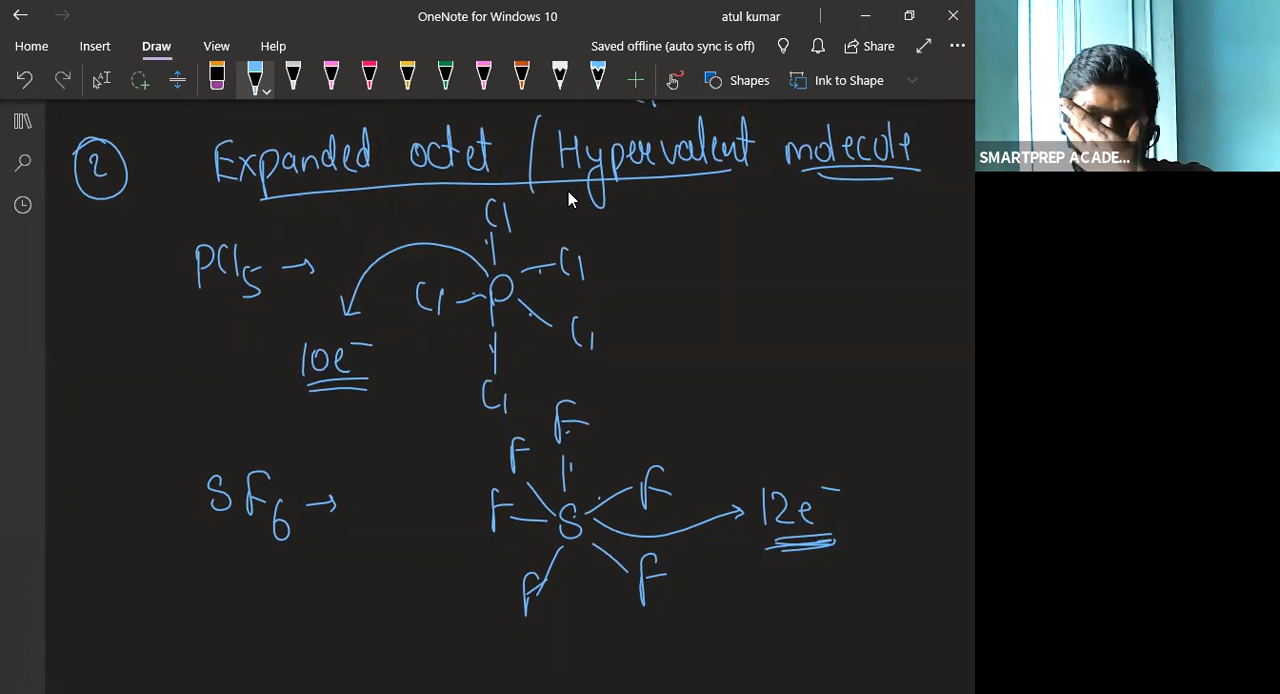 OneNote for Windows 10 atul kumar
Home Insert Draw View Help Saved offline (auto sync is off) Share
Shapes Ink to Shape
SMARTPREP ACADE...
2 Expanded octet / Hypervalent molecule
Cl
PCl5 → Cl P Cl
Cl
10e⁻
Cl
F
F
SF6 → F S F 12e⁻
F F